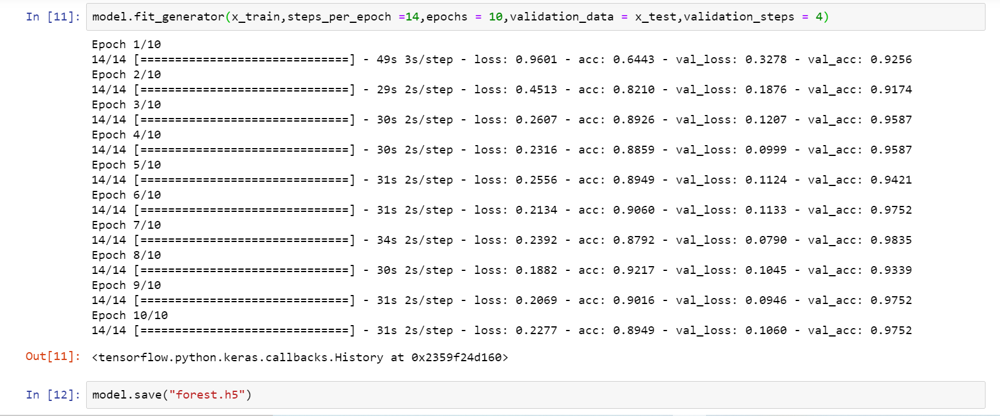 In [11]: model.fit_generator(x_train,steps_per_epoch =14,epochs = 10,validation_data = x_test,validation_steps = 4)
Epoch 1/10
14/14 [==============================] - 49s 3s/step - loss: 0.9601 - acc: 0.6443 - val_loss: 0.3278 - val_acc: 0.9256
Epoch 2/10
14/14 [==============================] - 29s 2s/step - loss: 0.4513 - acc: 0.8210 - val_loss: 0.1876 - val_acc: 0.9174
Epoch 3/10
14/14 [==============================] - 30s 2s/step - loss: 0.2607 - acc: 0.8926 - val_loss: 0.1207 - val_acc: 0.9587
Epoch 4/10
14/14 [==============================] - 30s 2s/step - loss: 0.2316 - acc: 0.8859 - val_loss: 0.0999 - val_acc: 0.9587
Epoch 5/10
14/14 [==============================] - 31s 2s/step - loss: 0.2556 - acc: 0.8949 - val_loss: 0.1124 - val_acc: 0.9421
Epoch 6/10
14/14 [==============================] - 31s 2s/step - loss: 0.2134 - acc: 0.9060 - val_loss: 0.1133 - val_acc: 0.9752
Epoch 7/10
14/14 [==============================] - 34s 2s/step - loss: 0.2392 - acc: 0.8792 - val_loss: 0.0790 - val_acc: 0.9835
Epoch 8/10
14/14 [==============================] - 30s 2s/step - loss: 0.1882 - acc: 0.9217 - val_loss: 0.1045 - val_acc: 0.9339
Epoch 9/10
14/14 [==============================] - 31s 2s/step - loss: 0.2069 - acc: 0.9016 - val_loss: 0.0946 - val_acc: 0.9752
Epoch 10/10
14/14 [==============================] - 31s 2s/step - loss: 0.2277 - acc: 0.8949 - val_loss: 0.1060 - val_acc: 0.9752
Out[11]: <tensorflow.python.keras.callbacks.History at 0x2359f24d160>
In [12]: model.save("forest.h5")